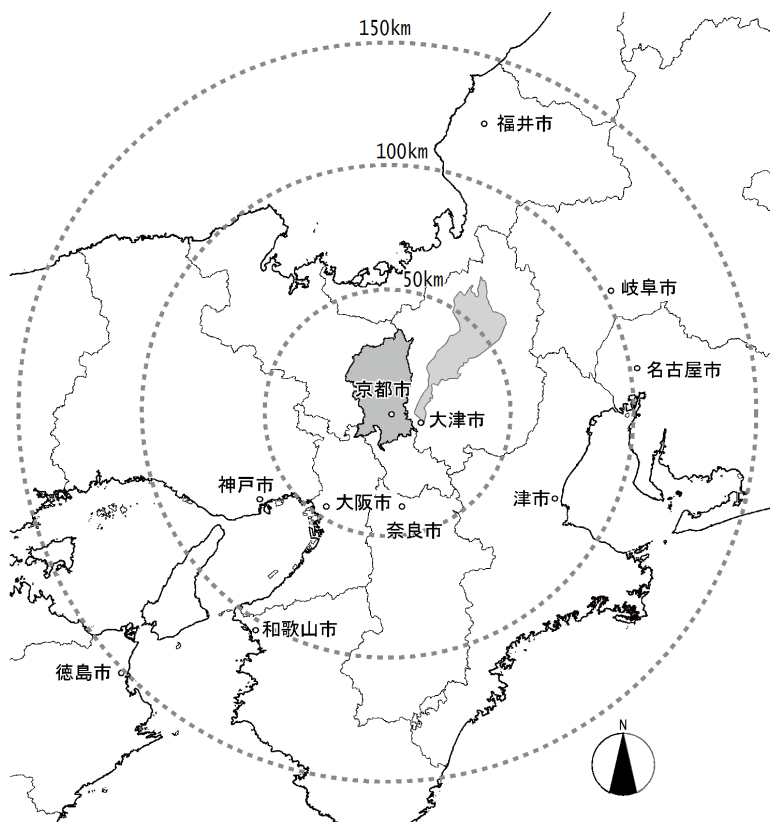 150km
福井市
100km
50km
岐阜市
名古屋市
京都市
大津市
神戸市
大阪市
津市
奈良市
和歌山市
徳島市
N